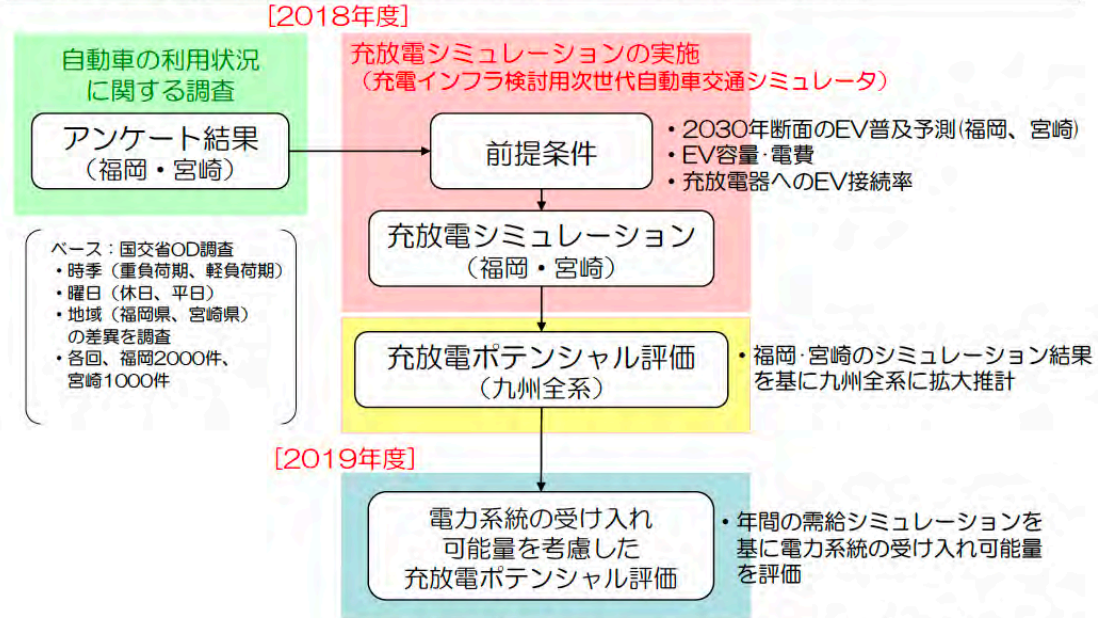 [2018年度]
自動車の利用状況
に関する調査
アンケート結果
(福岡・宮崎)
ベース：国交省OD調査
・時季（重負荷期、軽負荷期）
・曜日（休日、平日）
・地域（福岡県、宮崎県）
の差異を調査
・各回、福岡2000件、
宮崎1000件
充放電シミュレーションの実施
（充電インフラ検討用次世代自動車交通シミュレータ）
前提条件
・2030年断面のEV普及予測(福岡、宮崎)
・EV容量・電費
・充放電器へのEV接続率
充放電シミュレーション
（福岡・宮崎）
充放電ポテンシャル評価
（九州全系）
・福岡・宮崎のシミュレーション結果
を基に九州全系に拡大推計
[2019年度]
電力系統の受け入れ
可能量を考慮した
充放電ポテンシャル評価
・年間の需給シミュレーションを
基に電力系統の受け入れ可能量
を評価